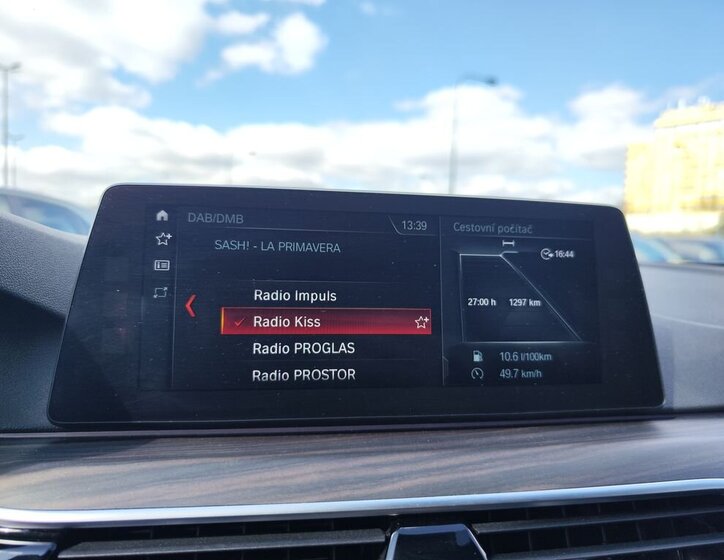 DAB/DMB
13:39
SASH! - LA PRIMAVERA
Radio Impuls
Radio Kiss
Radio PROGLAS
Radio PROSTOR
Cestovní počítač
16:44
27:00 h 1297 km
10.6 l/100km
49.7 km/h